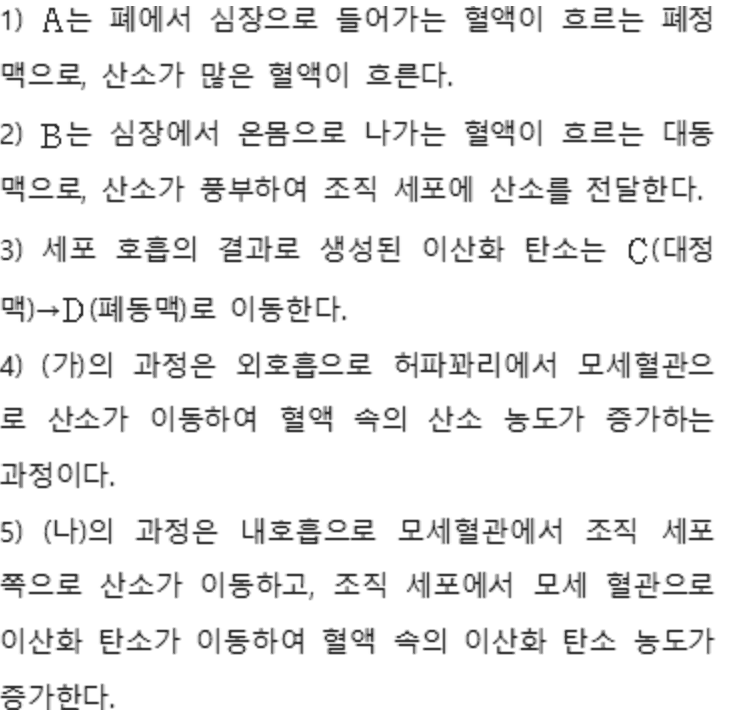 1) A는 폐에서 심장으로 들어가는 혈액이 흐르는 폐정
맥으로, 산소가 많은 혈액이 흐른다.
2) B는 심장에서 온몸으로 나가는 혈액이 흐르는 대동
맥으로, 산소가 풍부하여 조직 세포에 산소를 전달한다.
3) 세포 호흡의 결과로 생성된 이산화 탄소는 C(대정
맥)→D(폐동맥)로 이동한다.
4) (가)의 과정은 외호흡으로 허파꽈리에서 모세혈관으
로 산소가 이동하여 혈액 속의 산소 농도가 증가하는
과정이다.
5) (나)의 과정은 내호흡으로 모세혈관에서 조직 세포
쪽으로 산소가 이동하고, 조직 세포에서 모세 혈관으로
이산화 탄소가 이동하여 혈액 속의 이산화 탄소 농도가
증가한다.